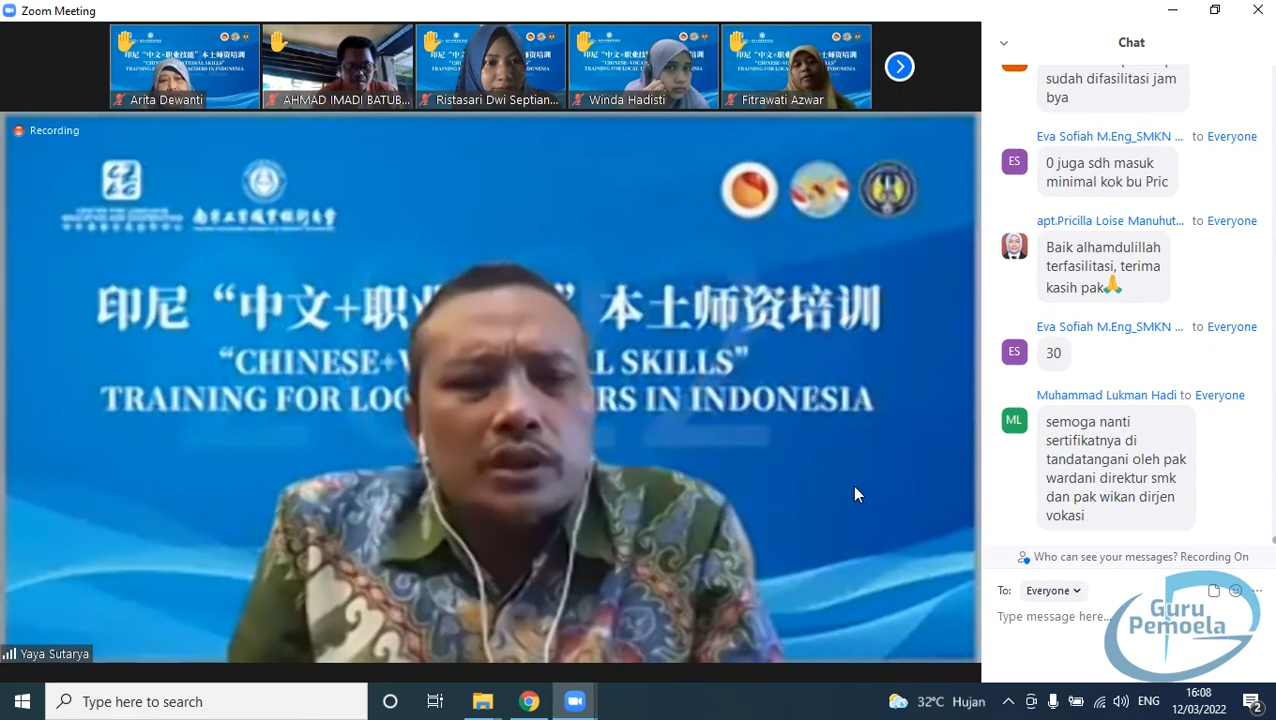 Zoom Meeting
Arita Dewanti
AHMAD IMADI BATUB...
Ristasari Dwi Septian...
Winda Hadisti
Fitrawati Azwar
Recording
印尼“中文+职业 ” 本土师资培训
“CHINESE+V L SKILLS”
TRAINING FOR LOC ERS IN INDONESIA
Yaya Sutarya
Chat
sudah difasilitasi jam
bya
Eva Sofiah M.Eng_SMKN ... to Everyone
ES
0 juga sdh masuk
minimal kok bu Pric
apt.Pricilla Loise Manuhut... to Everyone
Baik alhamdulillah
terfasilitasi, terima
kasih pak🙏
Eva Sofiah M.Eng_SMKN ... to Everyone
ES
30
Muhammad Lukman Hadi to Everyone
ML
semoga nanti
sertifikatnya di
tandatangani oleh pak
wardani direktur smk
dan pak wikan dirjen
vokasi
Who can see your messages? Recording On
To: Everyone
Type message here...
Guru
Pemoela
Type here to search
32°C Hujan
ENG
16:08
12/03/2022
2